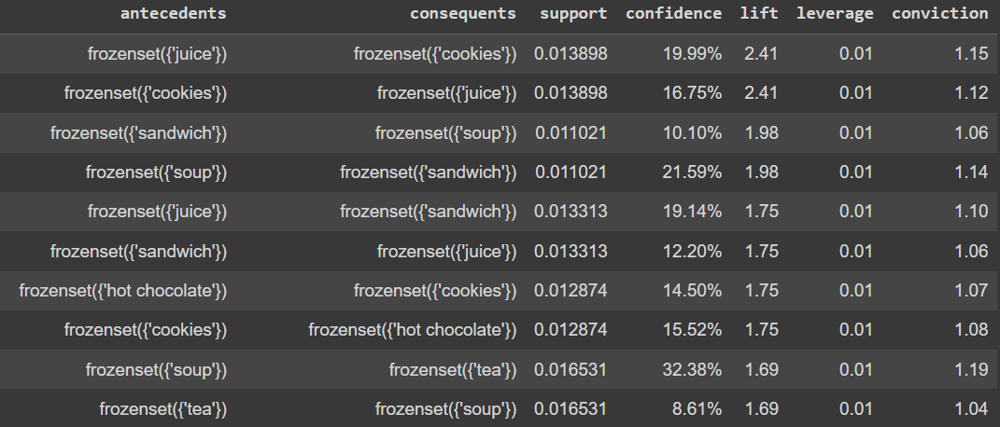 antecedents consequents support confidence lift leverage conviction
frozenset({'juice'}) frozenset({'cookies'}) 0.013898 19.99% 2.41 0.01 1.15
frozenset({'cookies'}) frozenset({'juice'}) 0.013898 16.75% 2.41 0.01 1.12
frozenset({'sandwich'}) frozenset({'soup'}) 0.011021 10.10% 1.98 0.01 1.06
frozenset({'soup'}) frozenset({'sandwich'}) 0.011021 21.59% 1.98 0.01 1.14
frozenset({'juice'}) frozenset({'sandwich'}) 0.013313 19.14% 1.75 0.01 1.10
frozenset({'sandwich'}) frozenset({'juice'}) 0.013313 12.20% 1.75 0.01 1.06
frozenset({'hot chocolate'}) frozenset({'cookies'}) 0.012874 14.50% 1.75 0.01 1.07
frozenset({'cookies'}) frozenset({'hot chocolate'}) 0.012874 15.52% 1.75 0.01 1.08
frozenset({'soup'}) frozenset({'tea'}) 0.016531 32.38% 1.69 0.01 1.19
frozenset({'tea'}) frozenset({'soup'}) 0.016531 8.61% 1.69 0.01 1.04